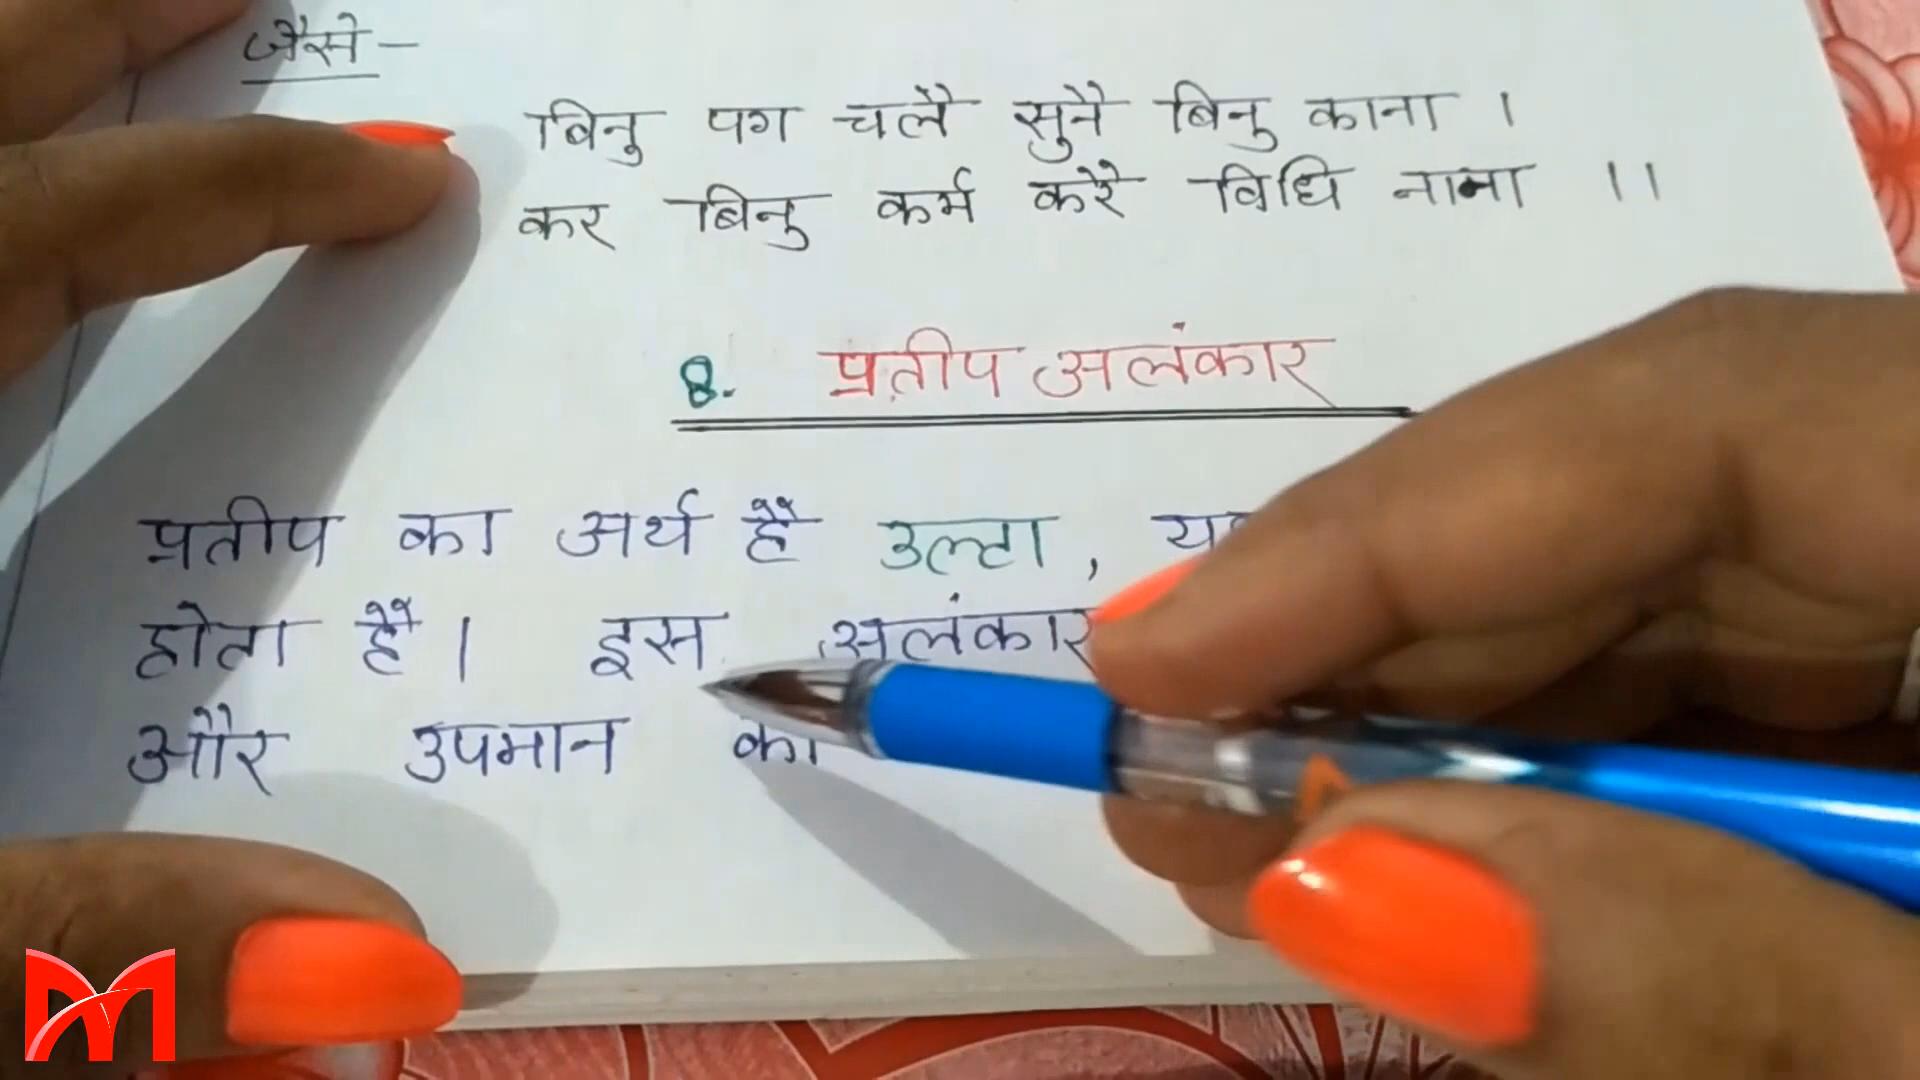 जैसे –
बिनु पग चलै सुनै बिनु काना ।
कर बिनु कर्म करै विधि नाना ।।
8. प्रतीप अलंकार
प्रतीप का अर्थ है उल्टा ,
होता है । इस अलंकार
और उपमान का